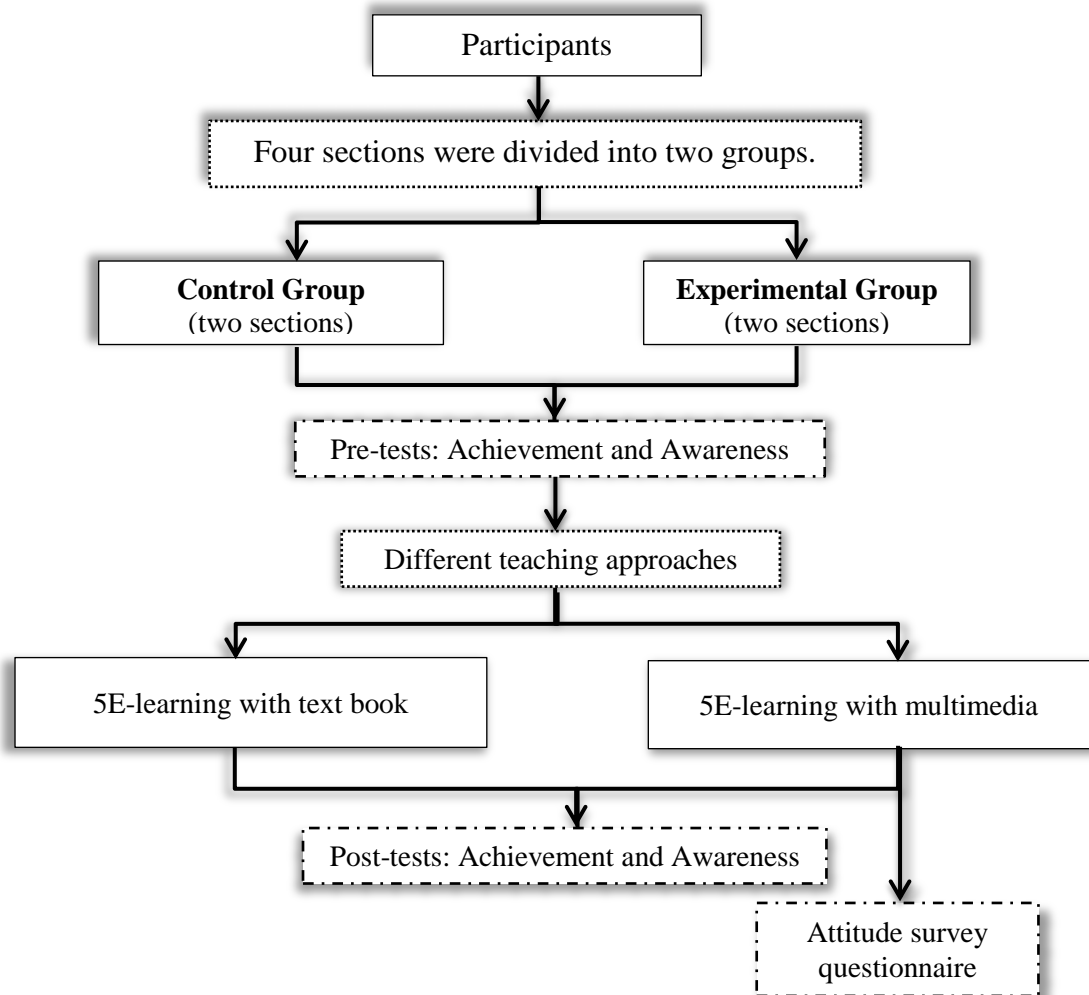 Participants
Four sections were divided into two groups.
Control Group
(two sections)
Experimental Group
(two sections)
Pre-tests: Achievement and Awareness
Different teaching approaches
5E-learning with text book
5E-learning with multimedia
Post-tests: Achievement and Awareness
Attitude survey
questionnaire